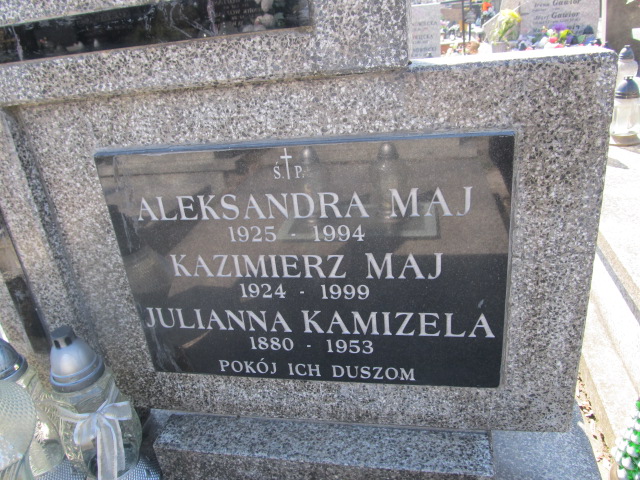 Ś. P.
ALEKSANDRA MAJ
1925 - 1994
KAZIMIERZ MAJ
1924 - 1999
JULIANNA KAMIZELA
1880 - 1953
POKÓJ ICH DUSZOM